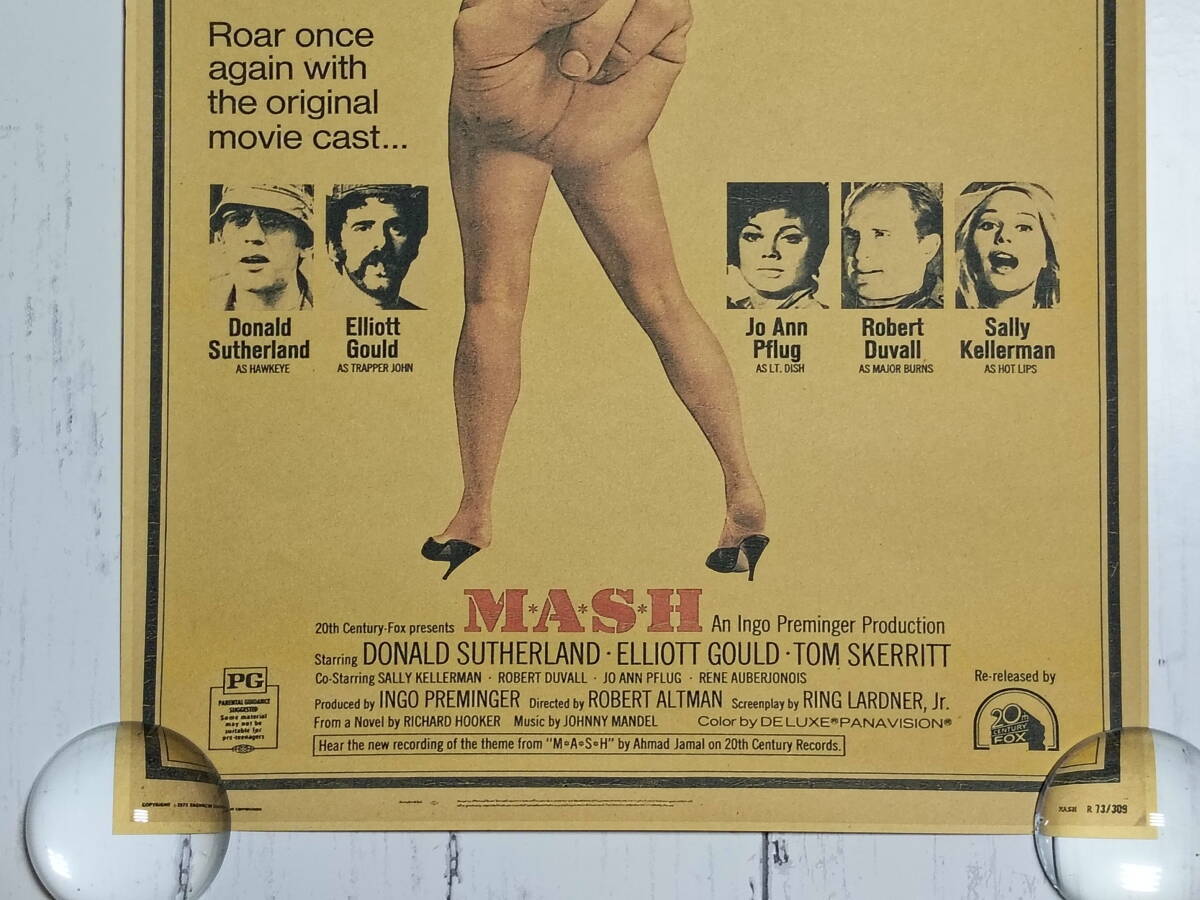 Roar once
again with
the original
movie cast...
Donald
Sutherland
AS HAWKEYE
Elliott
Gould
AS TRAPPER JOHN
Jo Ann
Pflug
AS LT. DISH
Robert
Duvall
AS MAJOR BURNS
Sally
Kellerman
AS HOT LIPS
20th Century-Fox presents M*A*S*H An Ingo Preminger Production
Starring DONALD SUTHERLAND · ELLIOTT GOULD · TOM SKERRITT
Co-Starring SALLY KELLERMAN · ROBERT DUVALL · JO ANN PFLUG · RENE AUBERJONOIS
Produced by INGO PREMINGER Directed by ROBERT ALTMAN Screenplay by RING LARDNER, Jr.
From a Novel by RICHARD HOOKER Music by JOHNNY MANDEL Color by DE LUXE® PANAVISION®
Hear the new recording of the theme from "M*A*S*H" by Ahmad Jamal on 20th Century Records.
PG
PARENTAL GUIDANCE
SUGGESTED
Some material
may not be
suitable for
pre-teenagers
Re-released by
20th
CENTURY
FOX
COPYRIGHT
MASH R 73/309